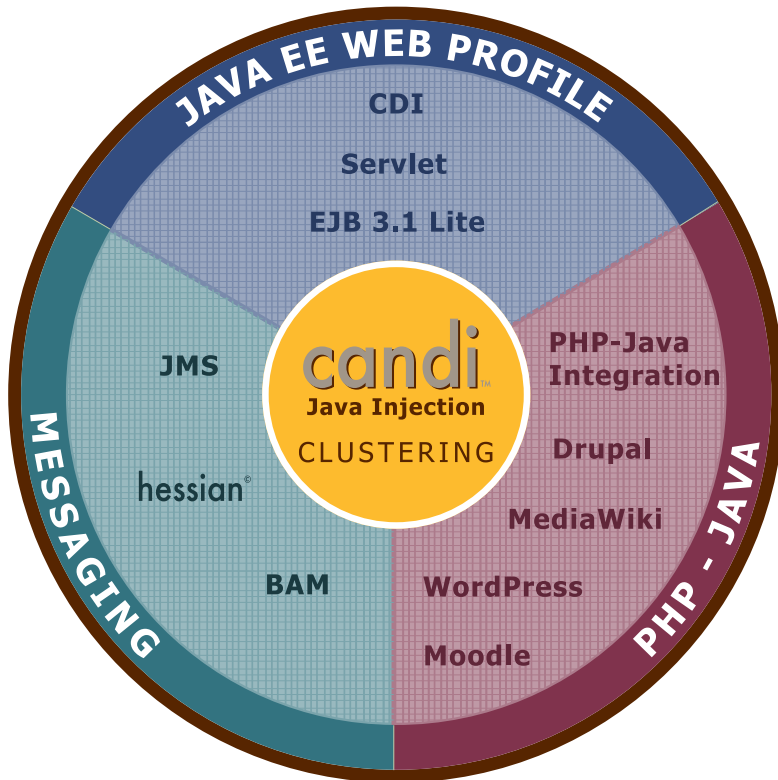 JAVA EE WEB PROFILE
CDI
Servlet
EJB 3.1 Lite
candi™
Java Injection
CLUSTERING
MESSAGING
JMS
hessian©
BAM
PHP - JAVA
PHP-Java
Integration
Drupal
MediaWiki
WordPress
Moodle